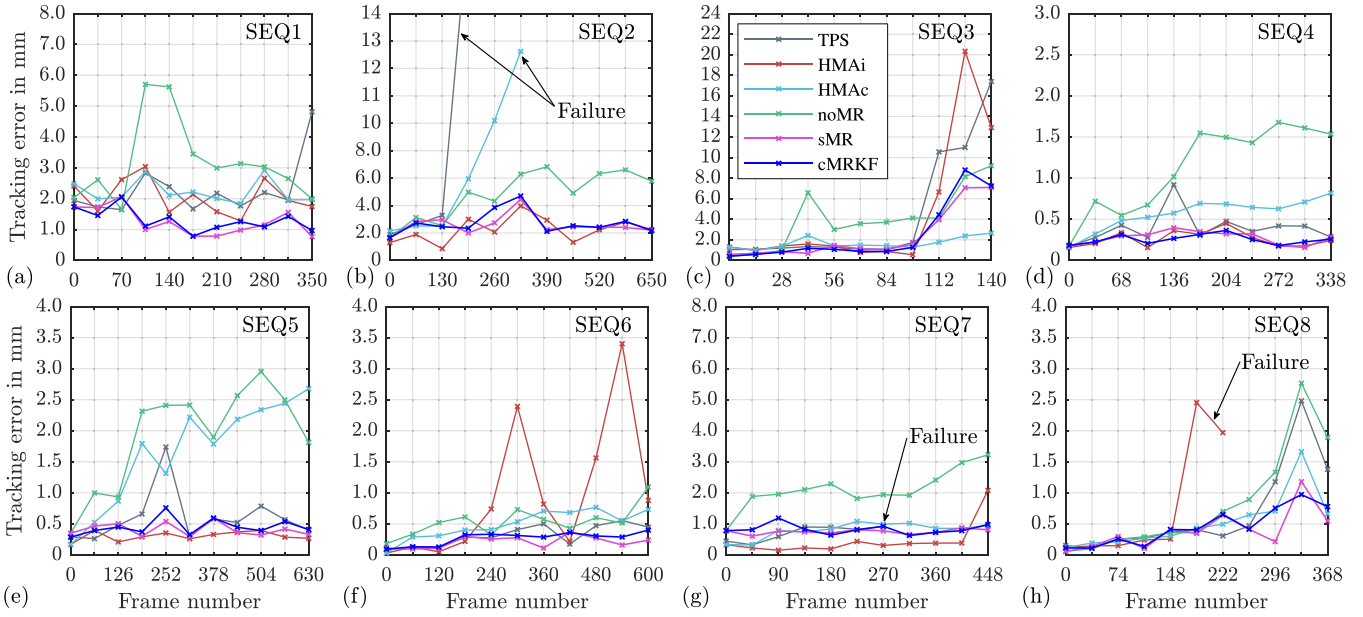 Tracking error in mm
8.0
7.0
6.0
5.0
4.0
3.0
2.0
1.0
0
SEQ1
(a)
0 70 140 210 280 350
14
13
12
11
8.0
6.0
4.0
2.0
0
SEQ2
Failure
(b)
0 130 260 390 520 650
24
22
20
18
16
14
12
10
8.0
6.0
4.0
2.0
0
TPS
HMAi
HMAc
noMR
sMR
cMRKF
SEQ3
(c)
0 28 56 84 112 140
3.0
2.0
1.5
1.0
0.5
0
SEQ4
(d)
0 68 136 204 272 338
Tracking error in mm
4.0
3.5
3.0
2.5
2.0
1.5
1.0
0.5
0
SEQ5
(e)
0 126 252 378 504 630
Frame number
4.0
3.5
3.0
2.5
2.0
1.5
1.0
0.5
0
SEQ6
(f)
0 120 240 360 480 600
Frame number
8.0
7.0
6.0
5.0
4.0
3.0
2.0
1.0
0
SEQ7
Failure
(g)
0 90 180 270 360 448
Frame number
4.0
3.5
3.0
2.5
2.0
1.5
1.0
0.5
0
SEQ8
Failure
(h)
0 74 148 222 296 368
Frame number